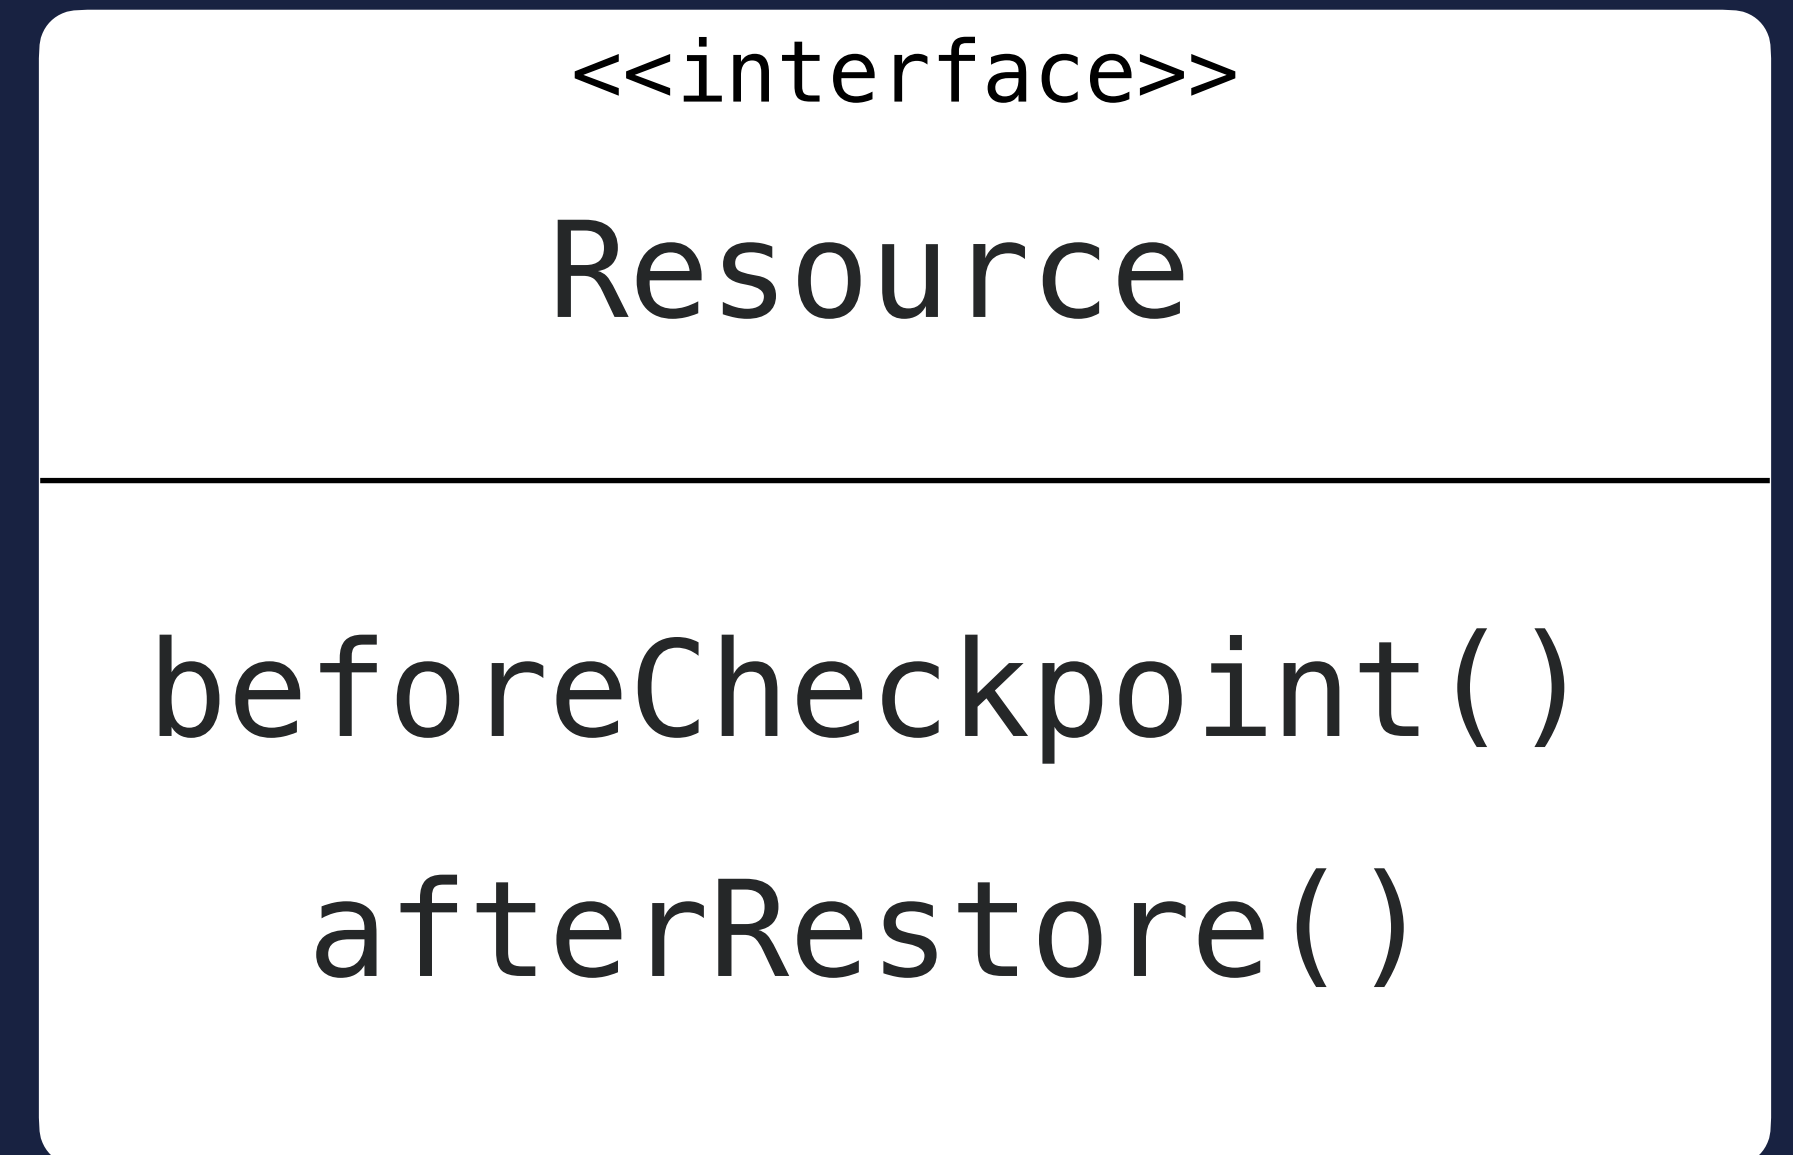 <<interface>>
Resource
beforeCheckpoint()
afterRestore()